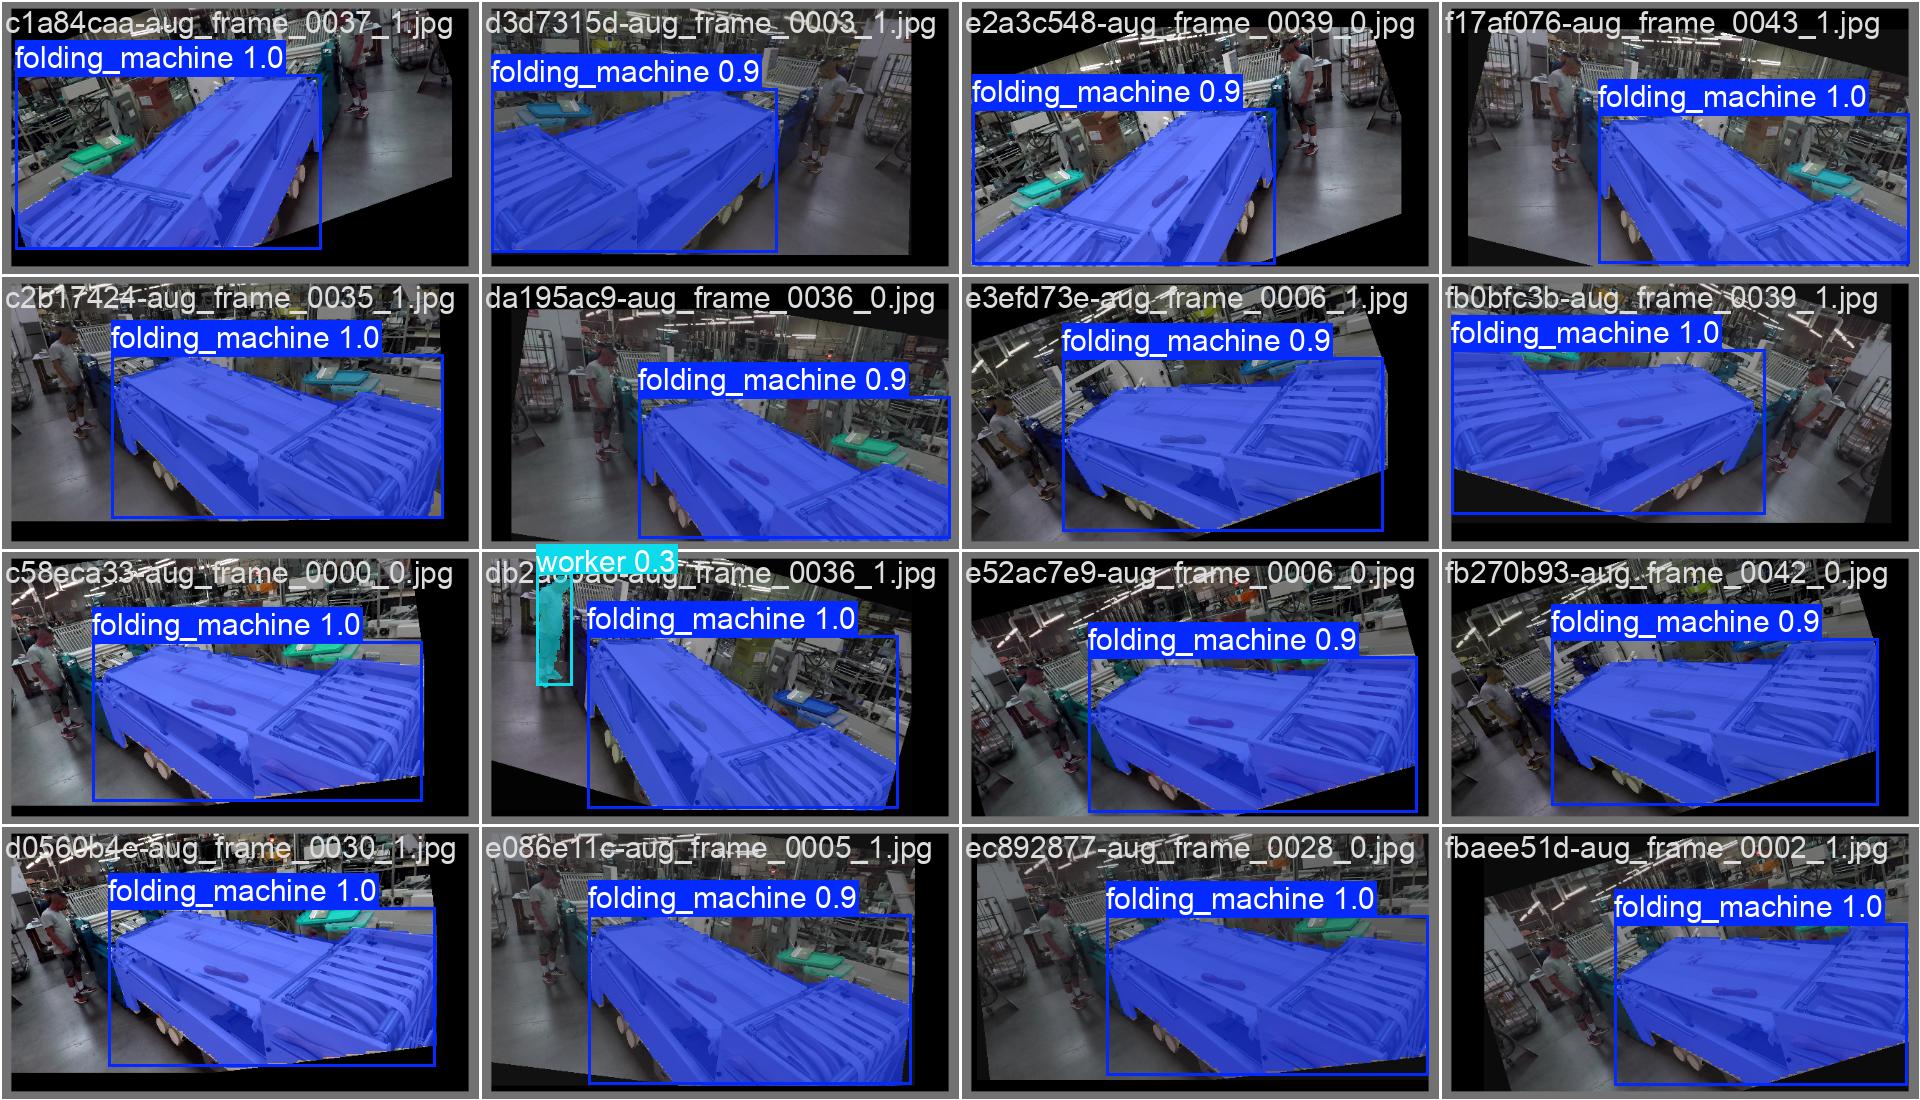 c1a84caa-aug_frame_0037_1.jpg
folding_machine 1.0
d3d7315d-aug_frame_0003_1.jpg
folding_machine 0.9
e2a3c548-aug_frame_0039_0.jpg
folding_machine 0.9
f17af076-aug_frame_0043_1.jpg
folding_machine 1.0
c2b17424-aug_frame_0035_1.jpg
folding_machine 1.0
da195ac9-aug_frame_0036_0.jpg
folding_machine 0.9
e3efd73e-aug_frame_0006_1.jpg
folding_machine 0.9
fb0bfc3b-aug_frame_0039_1.jpg
folding_machine 1.0
c58eca33-aug_frame_0000_0.jpg
folding_machine 1.0
worker 0.3
folding_machine 1.0
e52ac7e9-aug_frame_0006_0.jpg
folding_machine 0.9
fb270b93-aug_frame_0042_0.jpg
folding_machine 0.9
d0560b4c-aug_frame_0030_1.jpg
folding_machine 1.0
e086e11c-aug_frame_0005_1.jpg
folding_machine 0.9
ec892877-aug_frame_0028_0.jpg
folding_machine 1.0
fbaee51d-aug_frame_0002_1.jpg
folding_machine 1.0